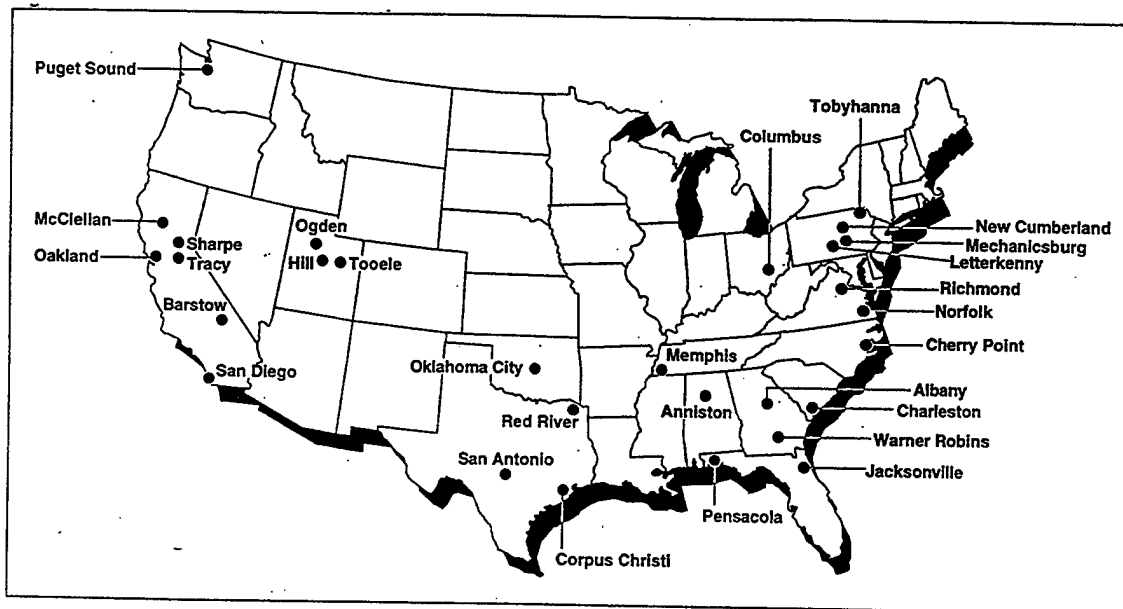 Puget Sound
Tobyhanna
Columbus
McClellan
Sharpe
Oakland
Tracy
Ogden
Hill
Tooele
New Cumberland
Mechanicsburg
Letterkenny
Richmond
Barstow
Norfolk
Cherry Point
San Diego
Oklahoma City
Memphis
Albany
Anniston
Charleston
Red River
Warner Robins
San Antonio
Jacksonville
Pensacola
Corpus Christi